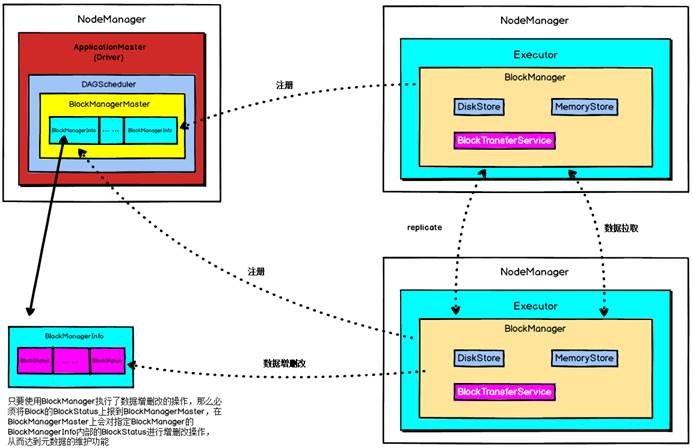 NodeManager
ApplicationMaster
(Driver)
DAGScheduler
BlockManagerMaster
BlockManagerInfo
... ...
BlockManagerInfo
注册
NodeManager
Executor
BlockManager
DiskStore
MemoryStore
BlockTransferService
replicate
数据拉取
注册
NodeManager
Executor
BlockManager
DiskStore
MemoryStore
BlockTransferService
数据增删改
BlockManagerInfo
BlockStatus
... ...
BlockStatus
只要使用BlockManager执行了数据增删改的操作，那么必
须将Block的BlockStatus上报到BlockManagerMaster，在
BlockManagerMaster上会对指定BlockManager的
BlockManagerInfo内部的BlockStatus进行增删改操作，
从而达到元数据的维护功能